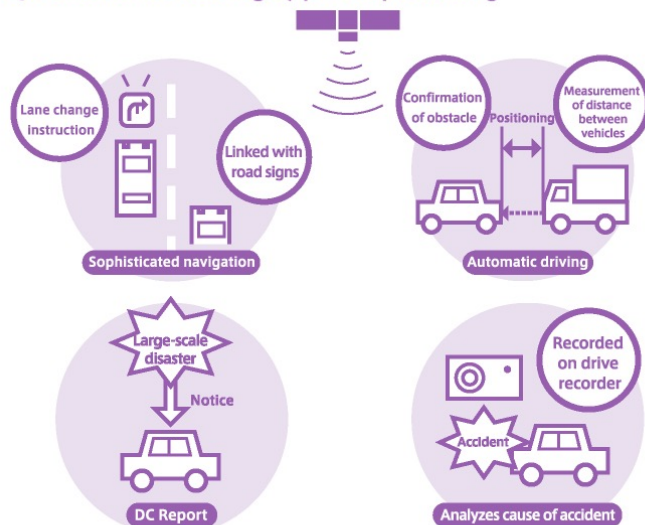 Lane change
instruction
Linked with
road signs
Sophisticated navigation
Confirmation
of obstacle
Positioning
Measurement
of distance
between
vehicles
Automatic driving
Large-scale
disaster
Notice
DC Report
Recorded
on drive
recorder
Accident
Analyzes cause of accident